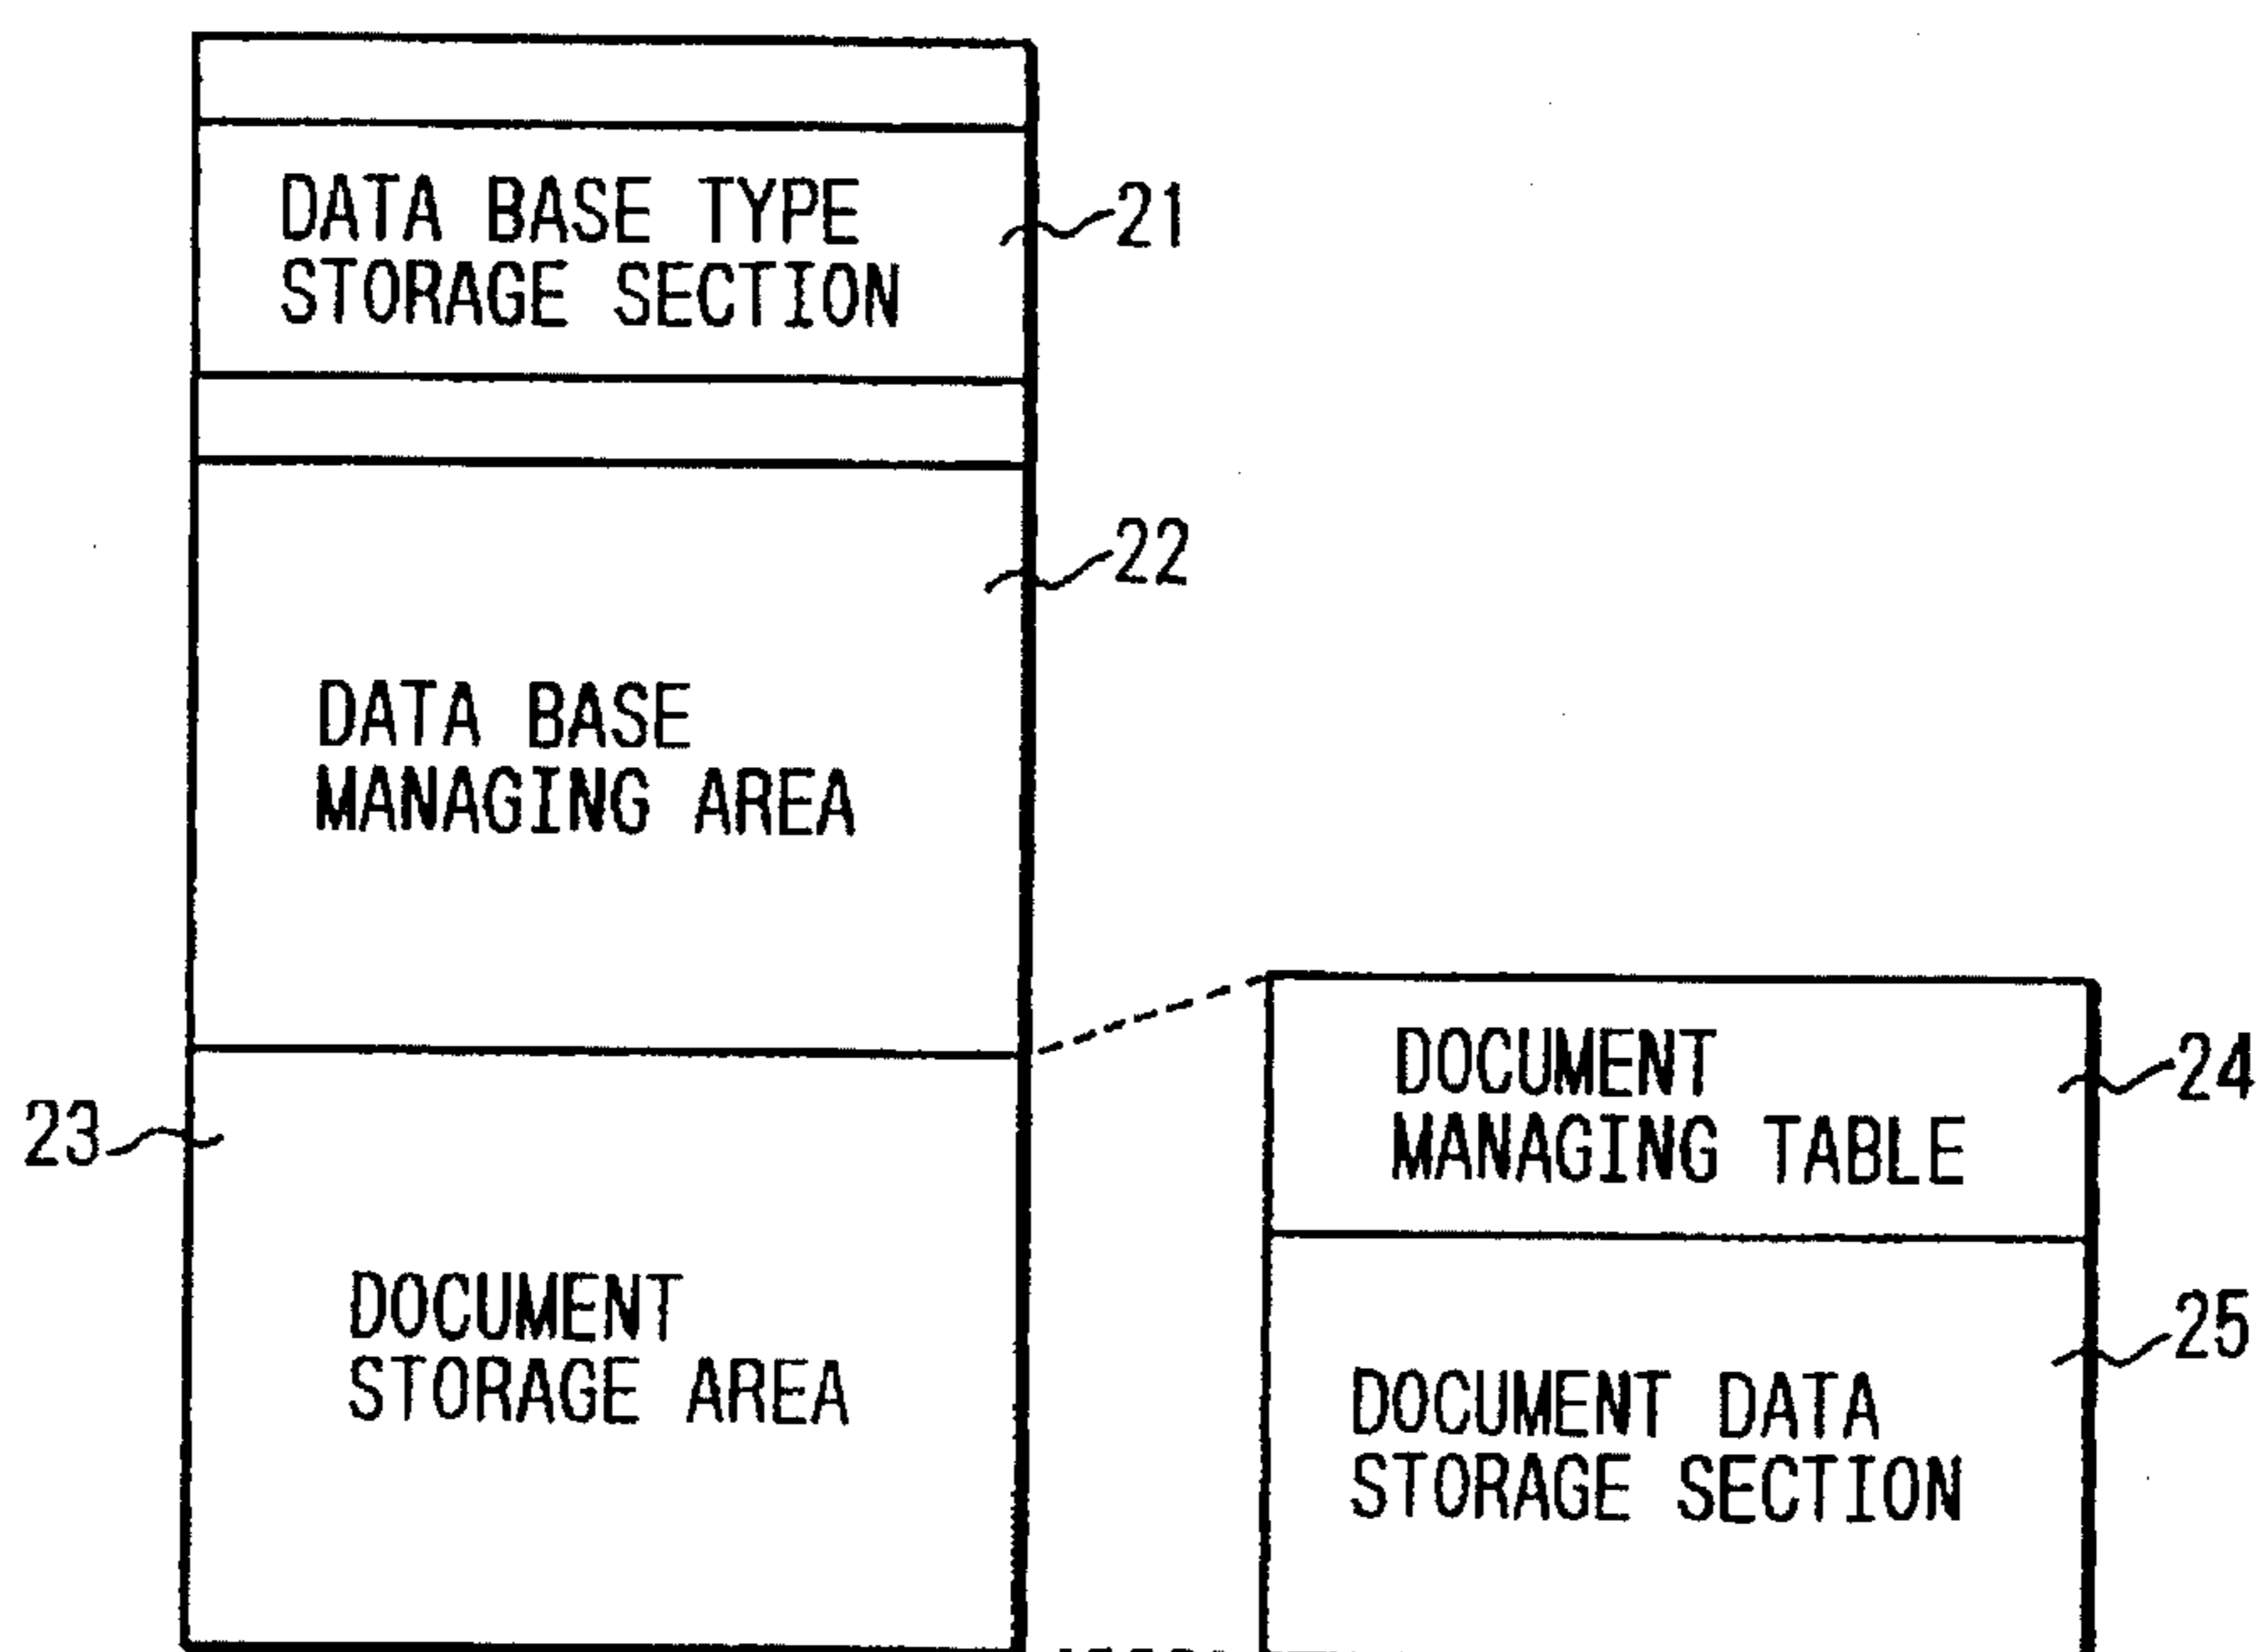 DATA BASE TYPE
STORAGE SECTION
21
22
DATA BASE
MANAGING AREA
23
DOCUMENT
STORAGE AREA
DOCUMENT
MANAGING TABLE
24
25
DOCUMENT DATA
STORAGE SECTION